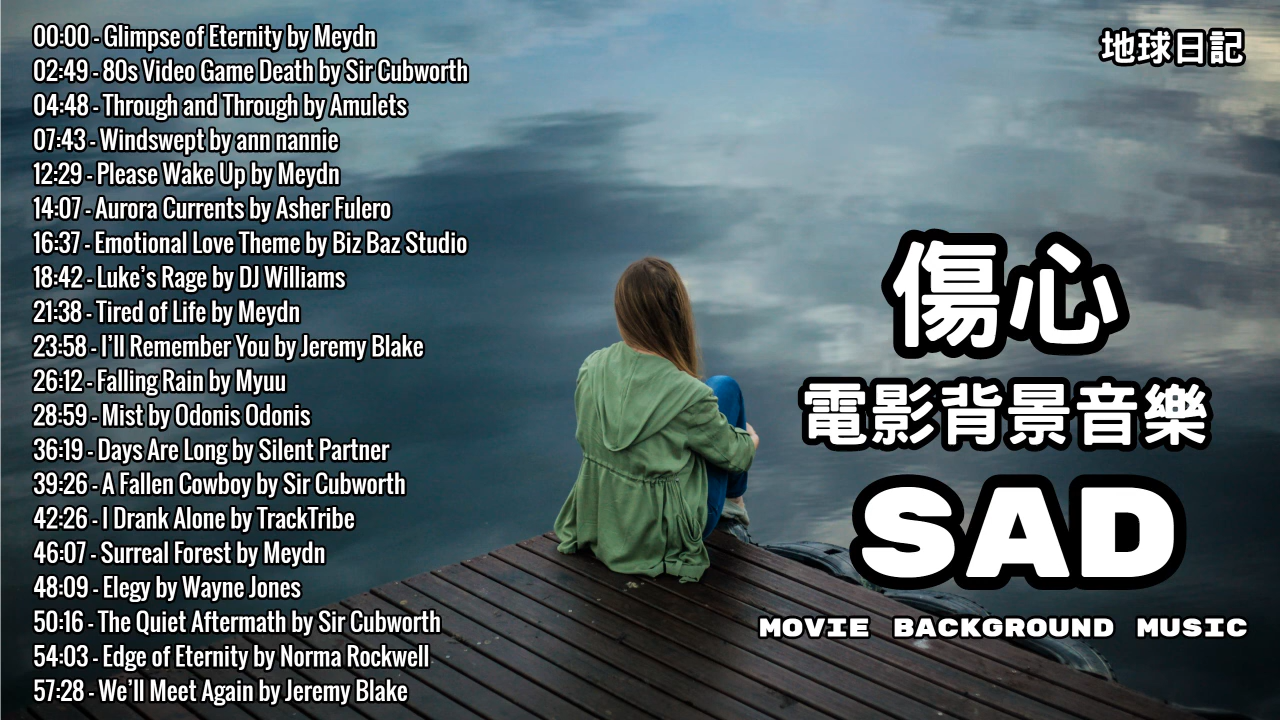 00:00 - Glimpse of Eternity by Meydn
02:49 - 80s Video Game Death by Sir Cubworth
04:48 - Through and Through by Amulets
07:43 - Windswept by ann nannie
12:29 - Please Wake Up by Meydn
14:07 - Aurora Currents by Asher Fulero
16:37 - Emotional Love Theme by Biz Baz Studio
18:42 - Luke’s Rage by DJ Williams
21:38 - Tired of Life by Meydn
23:58 - I’ll Remember You by Jeremy Blake
26:12 - Falling Rain by Myuu
28:59 - Mist by Odonis Odonis
36:19 - Days Are Long by Silent Partner
39:26 - A Fallen Cowboy by Sir Cubworth
42:26 - I Drank Alone by TrackTribe
46:07 - Surreal Forest by Meydn
48:09 - Elegy by Wayne Jones
50:16 - The Quiet Aftermath by Sir Cubworth
54:03 - Edge of Eternity by Norma Rockwell
57:28 - We’ll Meet Again by Jeremy Blake
地球日記
傷心
電影背景音樂
SAD
MOVIE BACKGROUND MUSIC